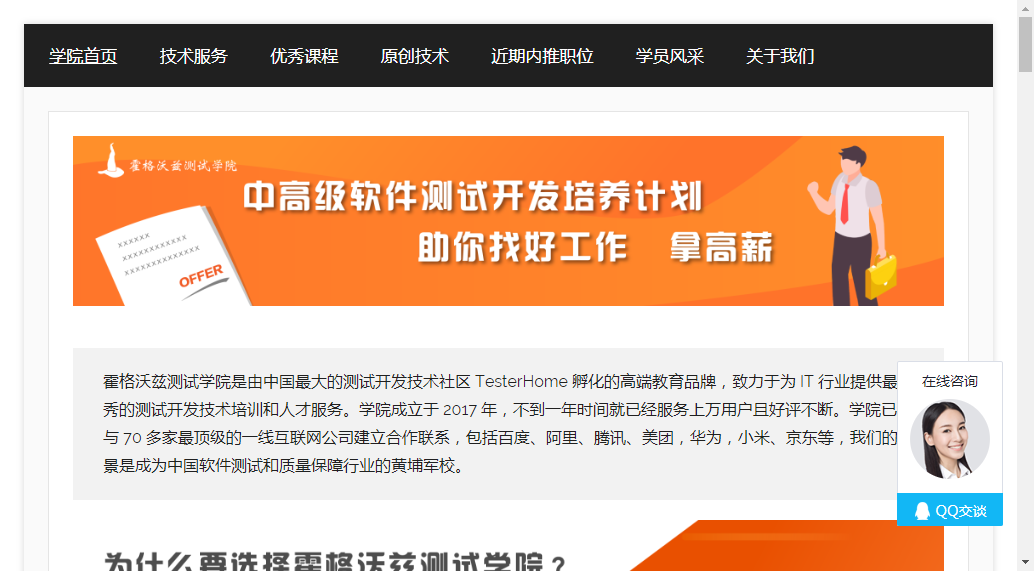 学院首页 技术服务 优秀课程 原创技术 近期内推职位 学员风采 关于我们
霍格沃兹测试学院
中高级软件测试开发培养计划
助你找好工作 拿高薪
XXXXXX
XXXXXXXXXXXX
XXXXXXXXXXXXXX
OFFER
霍格沃兹测试学院是由中国最大的测试开发技术社区 TesterHome 孵化的高端教育品牌，致力于为 IT 行业提供最
秀的测试开发技术培训和人才服务。学院成立于 2017 年，不到一年时间就已经服务上万用户且好评不断。学院已
与 70 多家最顶级的一线互联网公司建立合作联系，包括百度、阿里、腾讯、美团，华为，小米、京东等，我们的
景是成为中国软件测试和质量保障行业的黄埔军校。
在线咨询
QQ交谈
为什么要选择霍格沃兹测试学院？